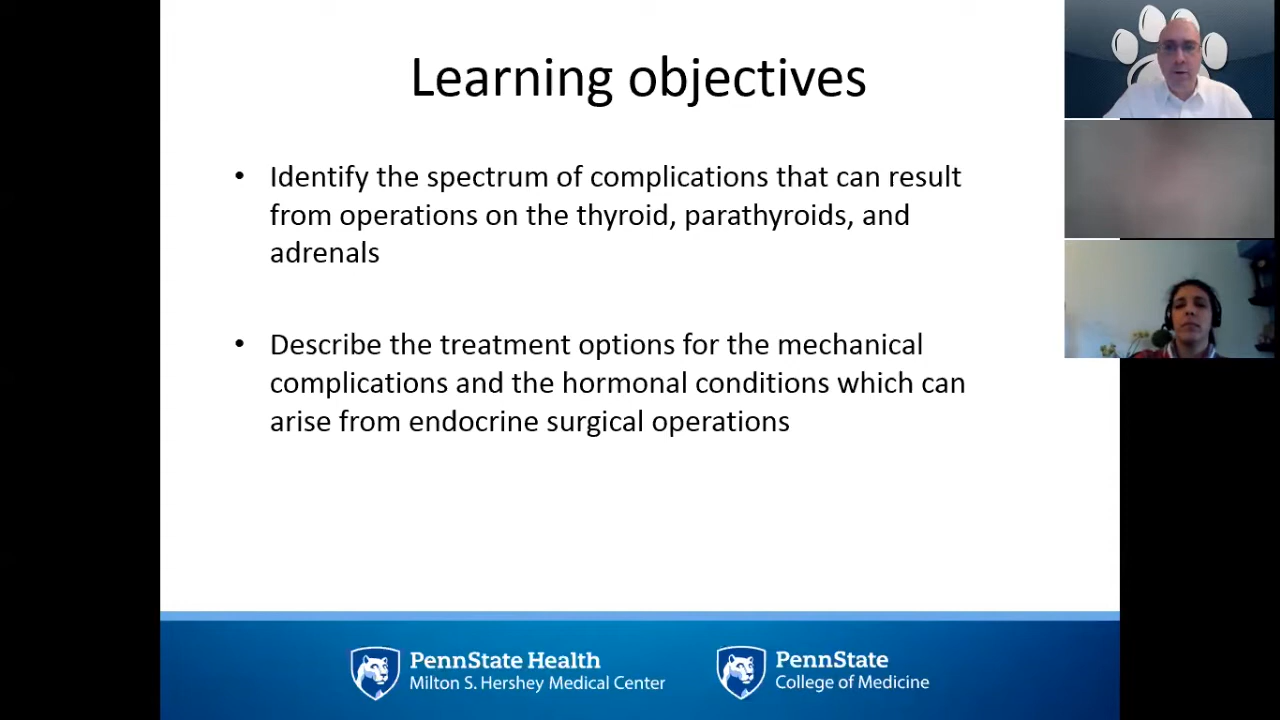 Learning objectives
• Identify the spectrum of complications that can result
from operations on the thyroid, parathyroids, and
adrenals
• Describe the treatment options for the mechanical
complications and the hormonal conditions which can
arise from endocrine surgical operations
PennState Health
Milton S. Hershey Medical Center
PennState
College of Medicine